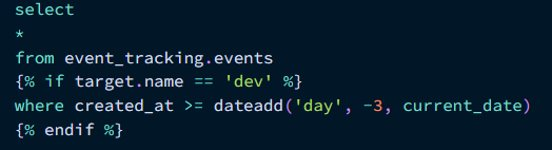 select
*
from event_tracking.events
{% if target.name == 'dev' %}
where created_at >= dateadd('day', -3, current_date)
{% endif %}